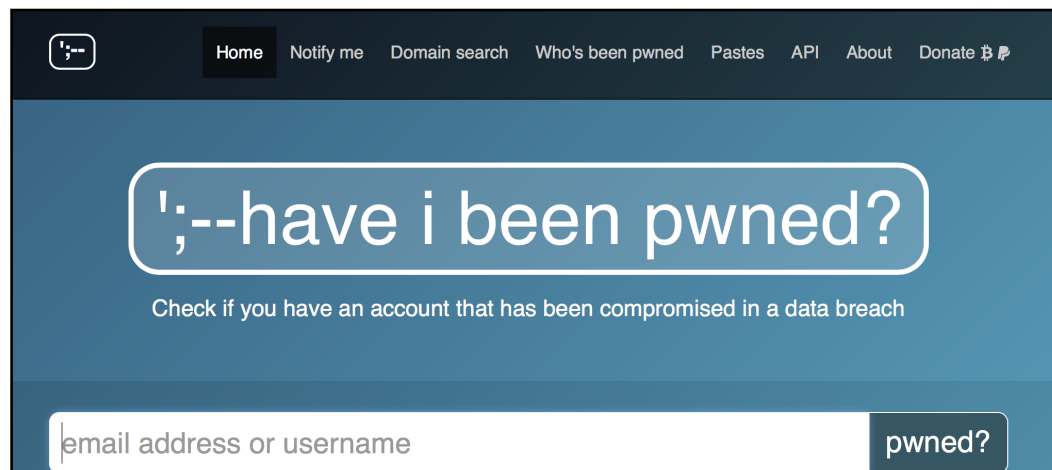 ';--
Home Notify me Domain search Who's been pwned Pastes API About Donate
';--have i been pwned?
Check if you have an account that has been compromised in a data breach
email address or username pwned?